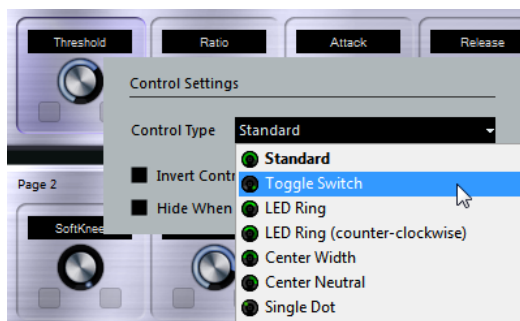 Threshold Ratio Attack Release
Control Settings
Control Type Standard
Standard
Invert Contr
Toggle Switch
Page 2
Hide When
LED Ring
SoftKnee
LED Ring (counter-clockwise)
Center Width
Center Neutral
Single Dot